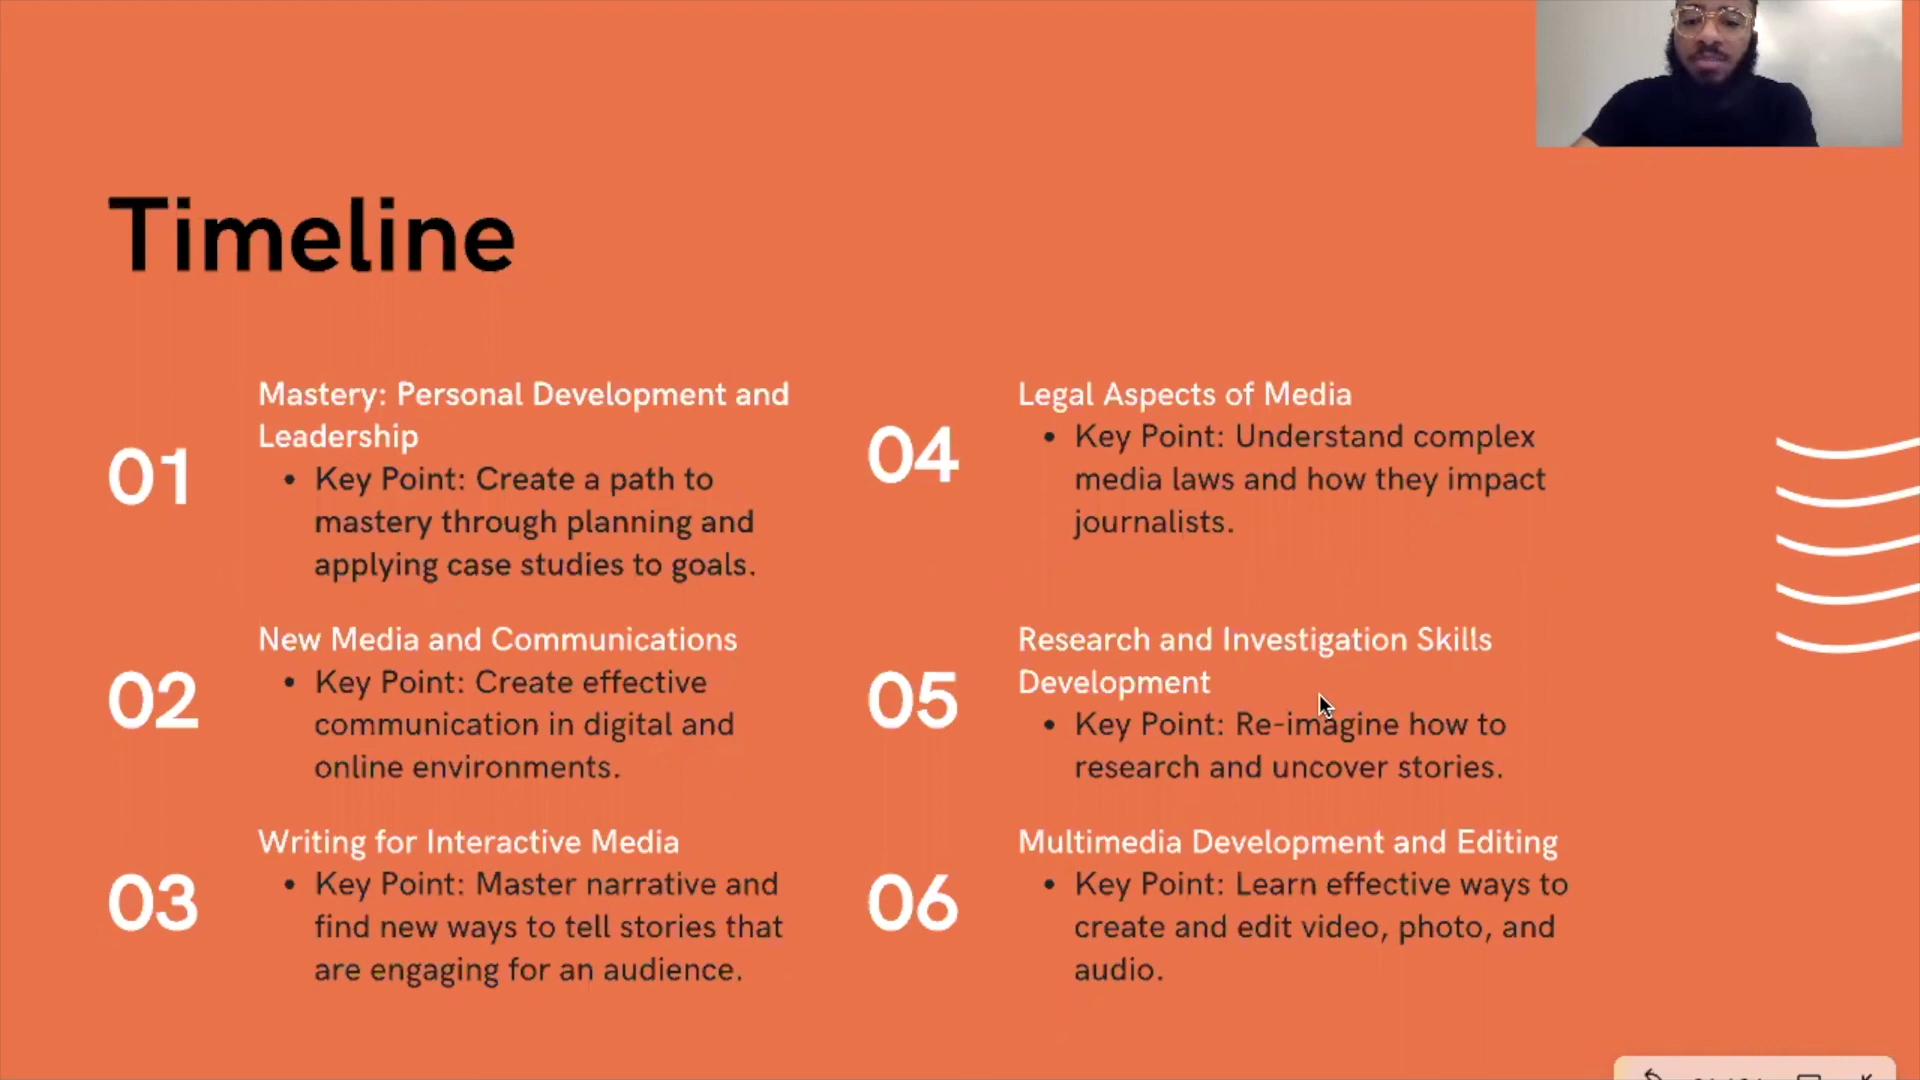 Timeline
01
Mastery: Personal Development and
Leadership
• Key Point: Create a path to
mastery through planning and
applying case studies to goals.
02
New Media and Communications
• Key Point: Create effective
communication in digital and
online environments.
03
Writing for Interactive Media
• Key Point: Master narrative and
find new ways to tell stories that
are engaging for an audience.
04
Legal Aspects of Media
• Key Point: Understand complex
media laws and how they impact
journalists.
05
Research and Investigation Skills
Development
• Key Point: Re-imagine how to
research and uncover stories.
06
Multimedia Development and Editing
• Key Point: Learn effective ways to
create and edit video, photo, and
audio.